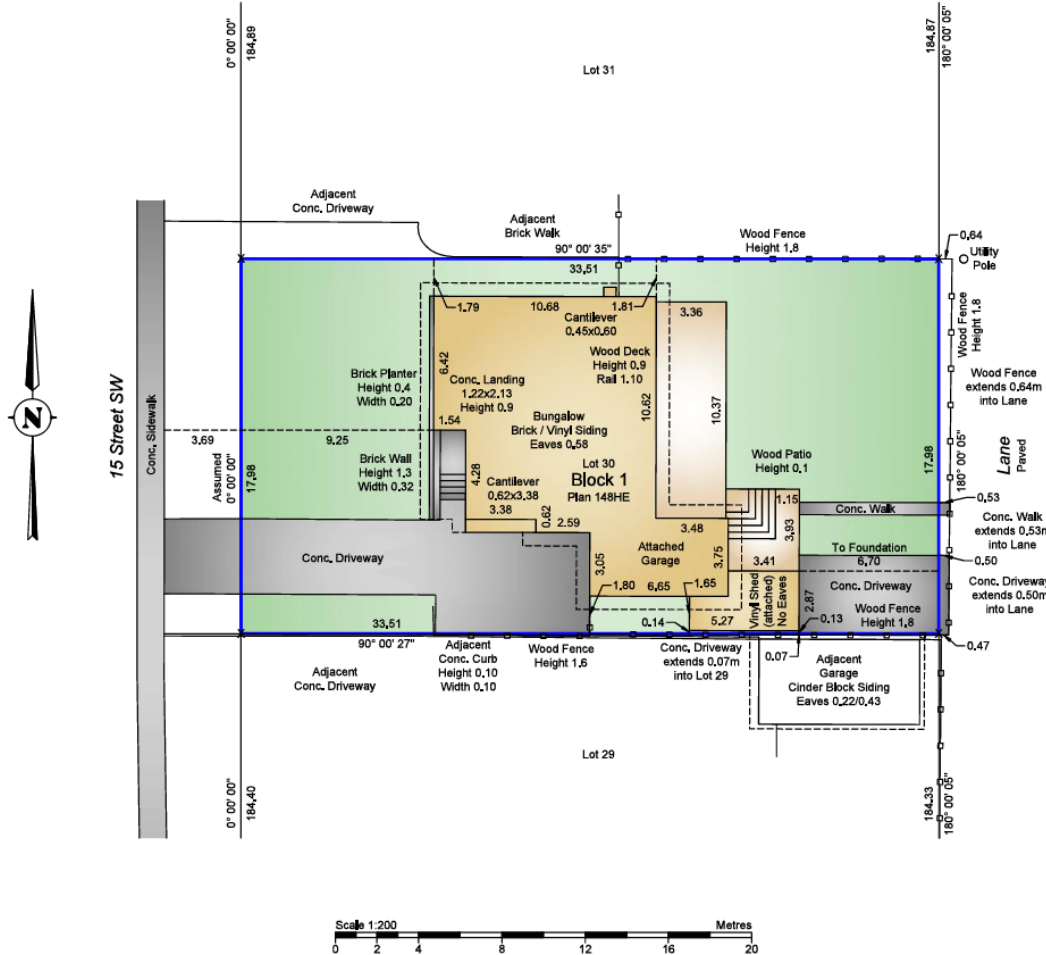 0° 00' 00"
184.89
184.87
180° 00' 05"
Lot 31
Adjacent
Conc. Driveway
Adjacent
Brick Walk
90° 00' 35"
33.51
Wood Fence
Height 1.8
0.64
Utility
Pole
Wood Fence
Height 1.8
1.79
10.68
1.81
Cantilever
0.45x0.60
3.36
6.42
Wood Deck
Height 0.9
Rail 1.10
Brick Planter
Height 0.4
Width 0.20
Conc. Landing
1.22x2.13
Height 0.9
10.62
10.37
Wood Fence
extends 0.64m
into Lane
15 Street SW
Conc. Sidewalk
N
3.69
9.25
1.54
Bungalow
Brick / Vinyl Siding
Eaves 0.58
Assumed
0° 00' 00"
17.98
Brick Wall
Height 1.3
Width 0.32
4.28
Lot 30
Block 1
Plan 148HE
Cantilever
0.62x3.38
3.38
0.62
2.59
Wood Patio
Height 0.1
1.15
3.93
17.98
180° 00' 05"
Lane
Paved
0.53
Conc. Walk
Conc. Walk
extends 0.53m
into Lane
3.48
Attached
Garage
3.75
3.41
To Foundation
6.70
0.50
Conc. Driveway
3.05
6.65
1.80
1.65
Vinyl Shed
(attached)
No Eaves
2.87
Conc. Driveway
Wood Fence
Height 1.8
Conc. Driveway
extends 0.50m
into Lane
33.51
90° 00' 27"
0.14
5.27
0.13
0.07
0.47
Adjacent
Conc. Driveway
Adjacent
Conc. Curb
Height 0.10
Width 0.10
Wood Fence
Height 1.6
Conc. Driveway
extends 0.07m
into Lot 29
Adjacent
Garage
Cinder Block Siding
Eaves 0.22/0.43
Lot 29
0° 00' 00"
184.40
184.33
180° 00' 05"
Scale 1:200
Metres
0 2 4 8 12 16 20